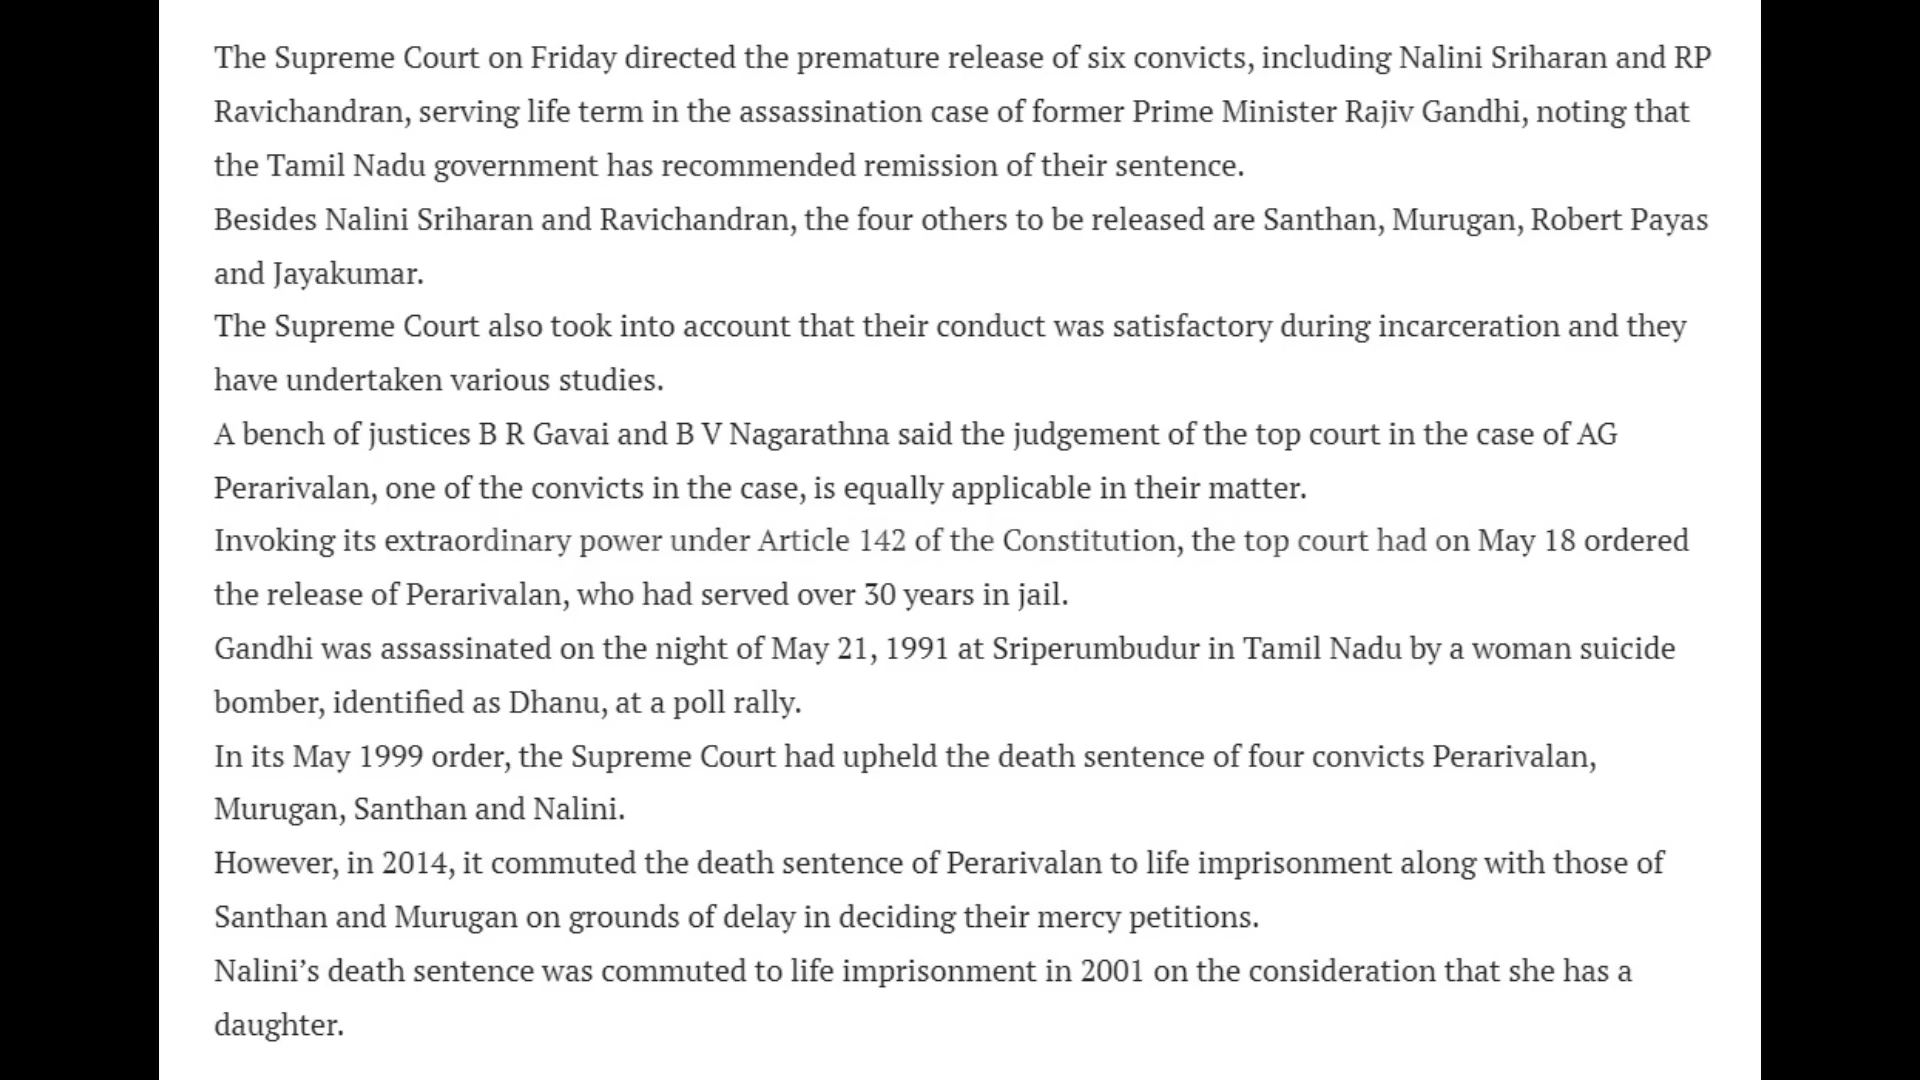 The Supreme Court on Friday directed the premature release of six convicts, including Nalini Sriharan and RP
Ravichandran, serving life term in the assassination case of former Prime Minister Rajiv Gandhi, noting that
the Tamil Nadu government has recommended remission of their sentence.
Besides Nalini Sriharan and Ravichandran, the four others to be released are Santhan, Murugan, Robert Payas
and Jayakumar.
The Supreme Court also took into account that their conduct was satisfactory during incarceration and they
have undertaken various studies.
A bench of justices B R Gavai and B V Nagarathna said the judgement of the top court in the case of AG
Perarivalan, one of the convicts in the case, is equally applicable in their matter.
Invoking its extraordinary power under Article 142 of the Constitution, the top court had on May 18 ordered
the release of Perarivalan, who had served over 30 years in jail.
Gandhi was assassinated on the night of May 21, 1991 at Sriperumbudur in Tamil Nadu by a woman suicide
bomber, identified as Dhanu, at a poll rally.
In its May 1999 order, the Supreme Court had upheld the death sentence of four convicts Perarivalan,
Murugan, Santhan and Nalini.
However, in 2014, it commuted the death sentence of Perarivalan to life imprisonment along with those of
Santhan and Murugan on grounds of delay in deciding their mercy petitions.
Nalini’s death sentence was commuted to life imprisonment in 2001 on the consideration that she has a
daughter.